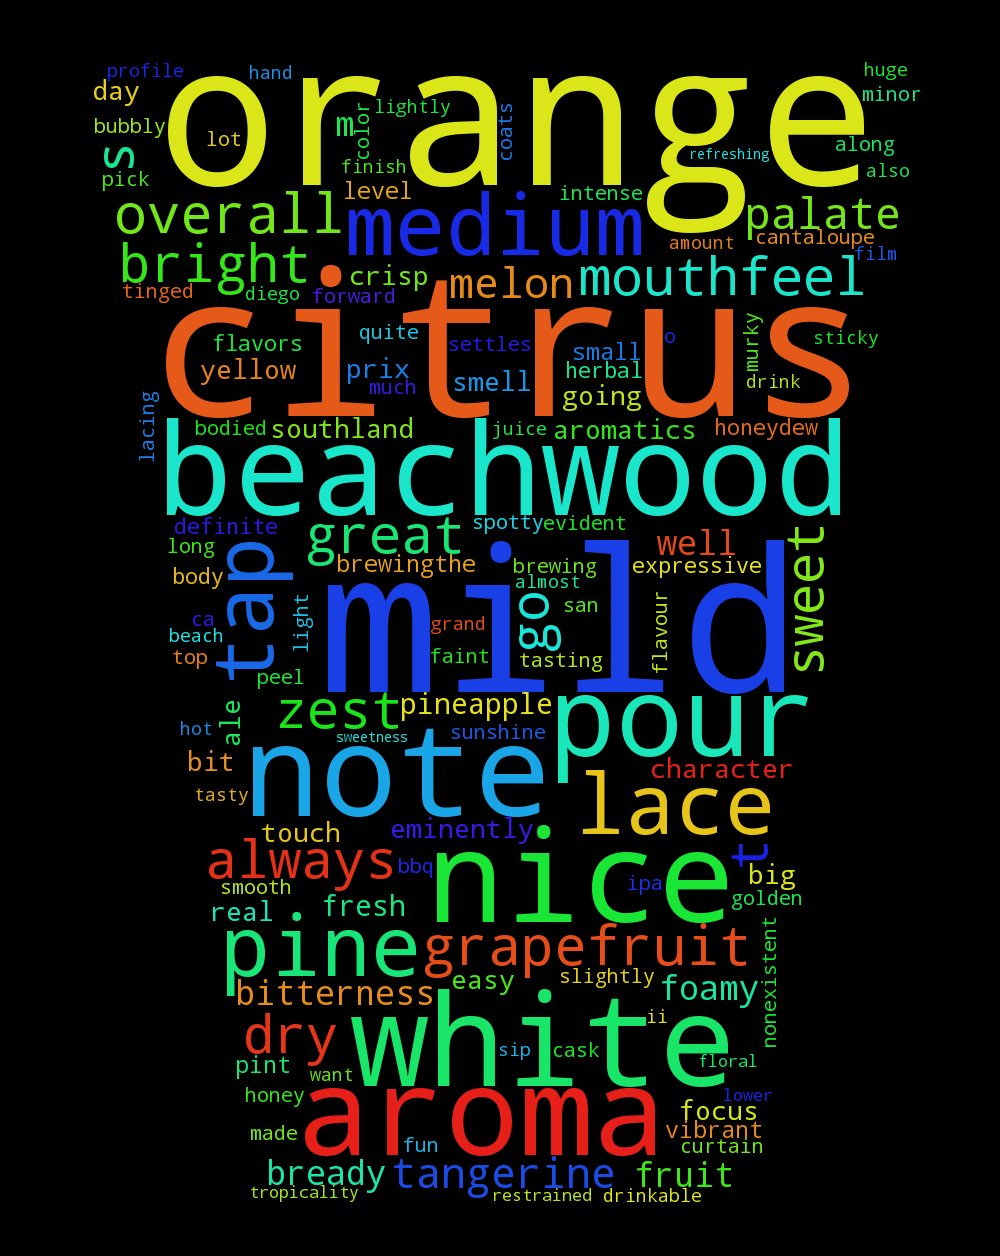 profile hand orange huge
day minor
bubbly lot m color lightly coats refreshing along
s finish also
pick level intense
overall medium palate
amount cantaloupe film
bright crisp melon mouthfeel
tinged diego forward
citrus
flavors quite settles small o murky sticky
yellow prix much smell herbal going drink
lacing bodied southland juice aromatics honeydew
beachwood
definite great spotty evident sweet
long tap brewingthe brewing well expressive
body almost
ca light mild go san
beach grand flavour
top faint tasting
peel
zest pineapple pour
hot ale sweetness sunshine
bit note character
tasty lace
touch eminently t
always bbq nice ipa big
smooth golden
real fresh
pine grapefruit nonexistent
easy slightly
bitterness foamy
dry white ii
pint sip cask floral
want
honey aroma lower
focus
made fun vibrant
curtain
bready tangerine fruit
tropicality restrained drinkable